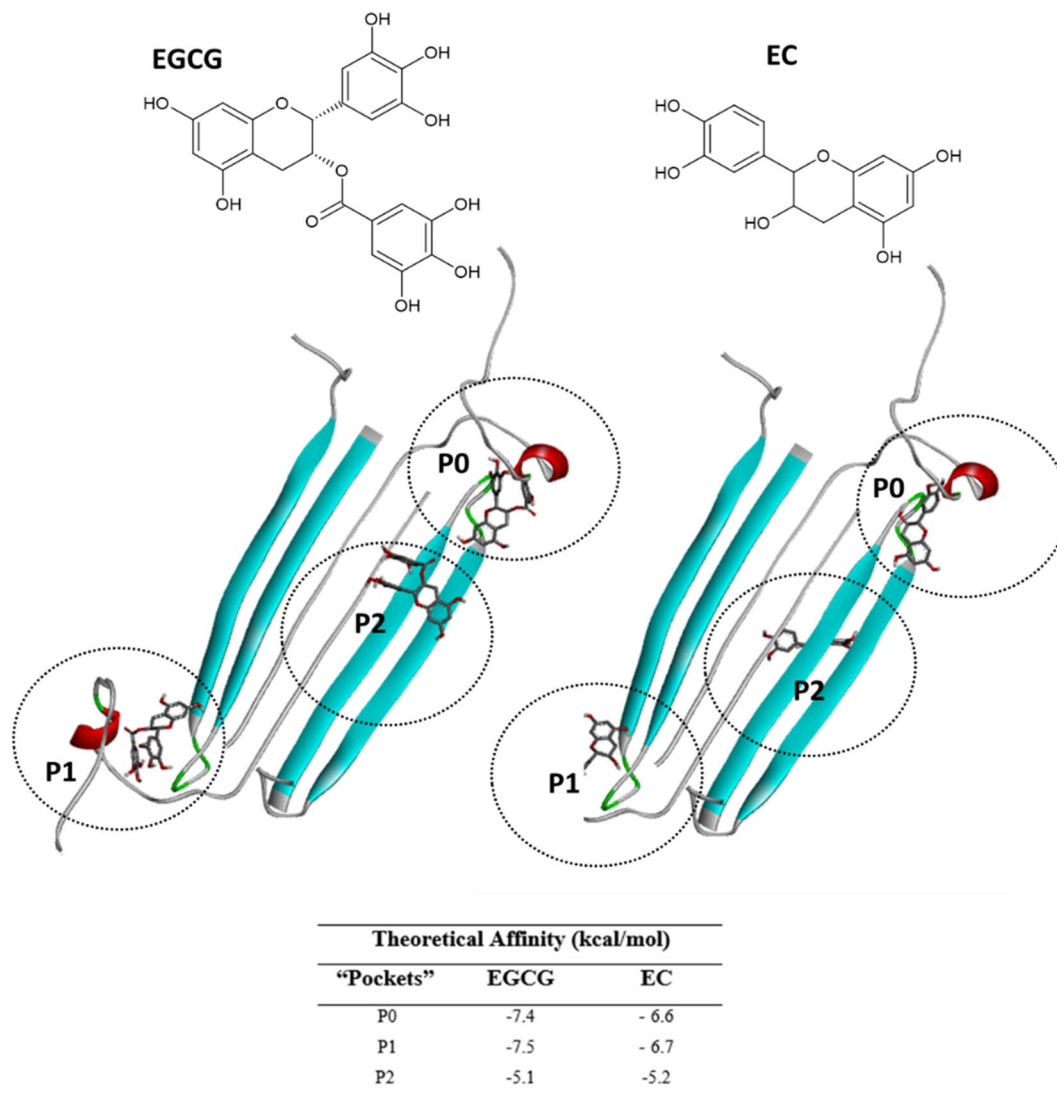 EGCG
EC
OH
OH
OH
HO
O
OH
O
O
OH
OH
OH
HO
HO
O
OH
HO
OH
P0
P2
P1
P0
P2
P1
Theoretical Affinity (kcal/mol)
“Pockets” EGCG EC
P0 -7.4 - 6.6
P1 -7.5 - 6.7
P2 -5.1 -5.2